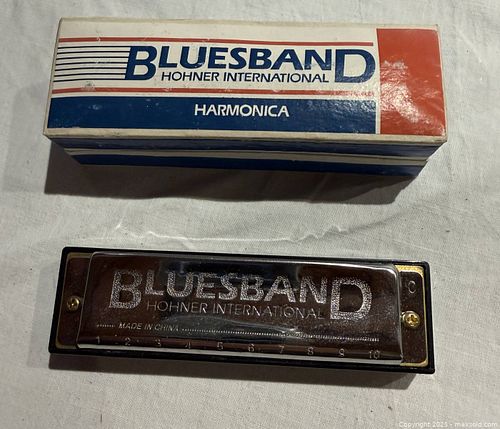 BLUESBAND
HOHNER INTERNATIONAL
HARMONICA
BLUESBAND
HOHNER INTERNATIONAL
C
MADE IN CHINA
1 2 3 4 5 6 7 8 9 10
Copyright 2025 - maxsold.com